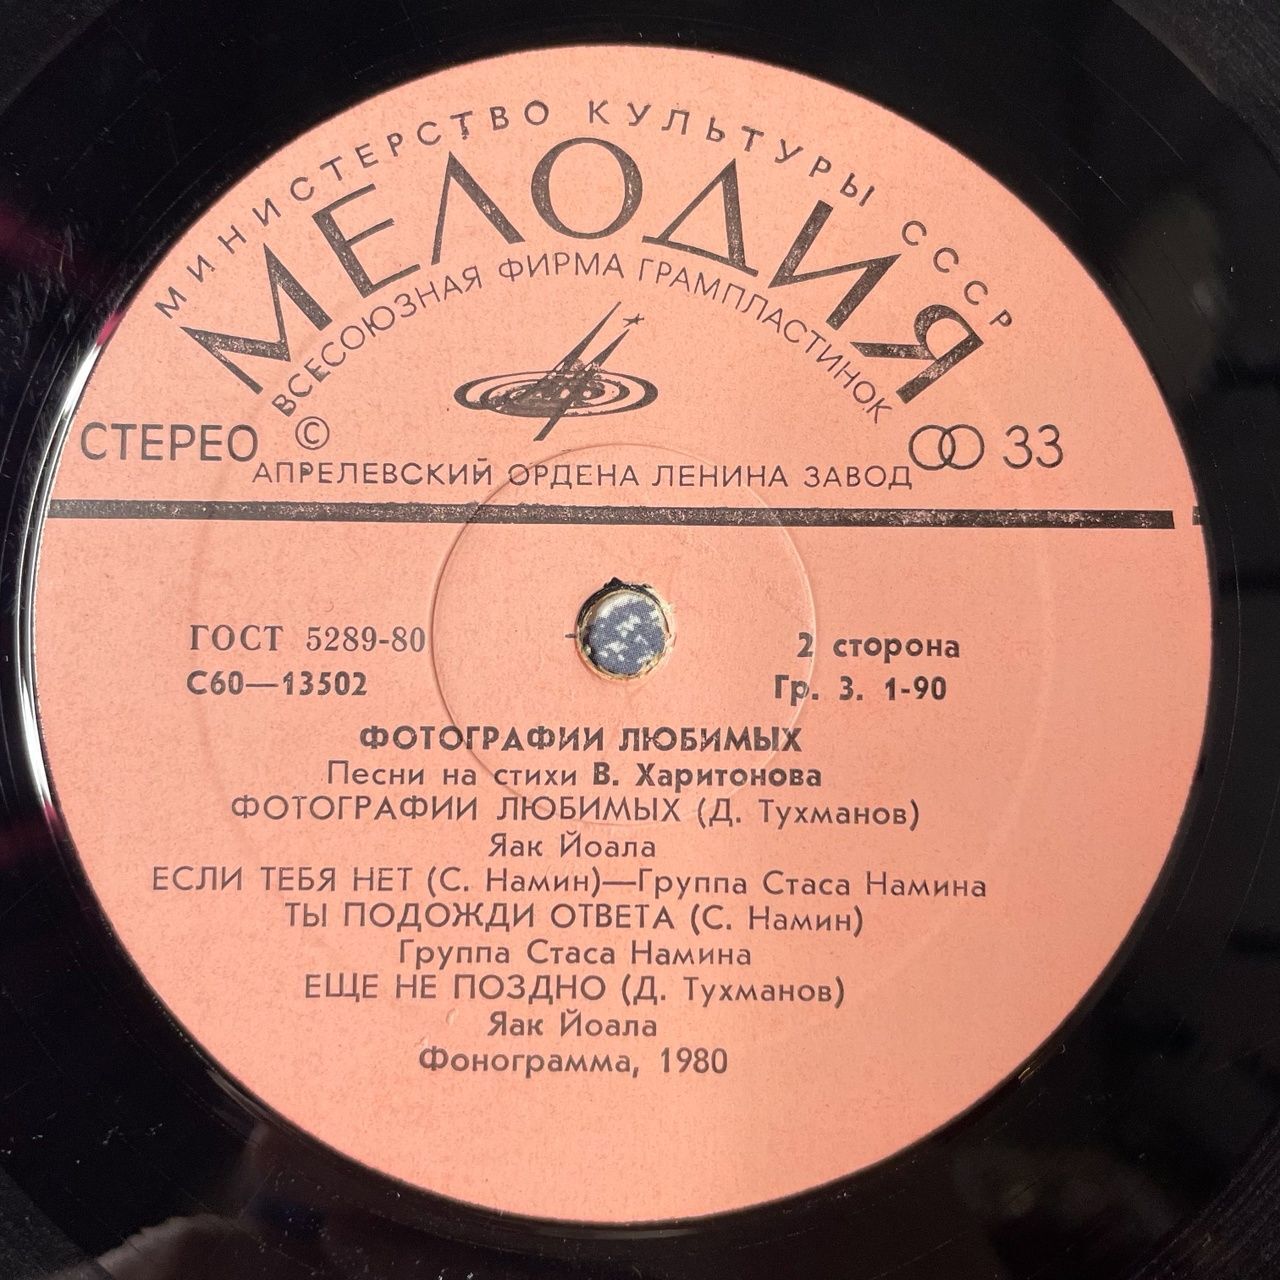 МИНИСТЕРСТВО КУЛЬТУРЫ СССР
МЕЛОДИЯ
ВСЕСОЮЗНАЯ ФИРМА ГРАМПЛАСТИНОК
СТЕРЕО © 33
АПРЕЛЕВСКИЙ ОРДЕНА ЛЕНИНА ЗАВОД
ГОСТ 5289-80 2 сторона
С60—13502 Гр. 3. 1-90
ФОТОГРАФИИ ЛЮБИМЫХ
Песни на стихи В. Харитонова
ФОТОГРАФИИ ЛЮБИМЫХ (Д. Тухманов)
Яак Йоала
ЕСЛИ ТЕБЯ НЕТ (С. Намин)—Группа Стаса Намина
ТЫ ПОДОЖДИ ОТВЕТА (С. Намин)
Группа Стаса Намина
ЕЩЕ НЕ ПОЗДНО (Д. Тухманов)
Яак Йоала
Фонограмма, 1980